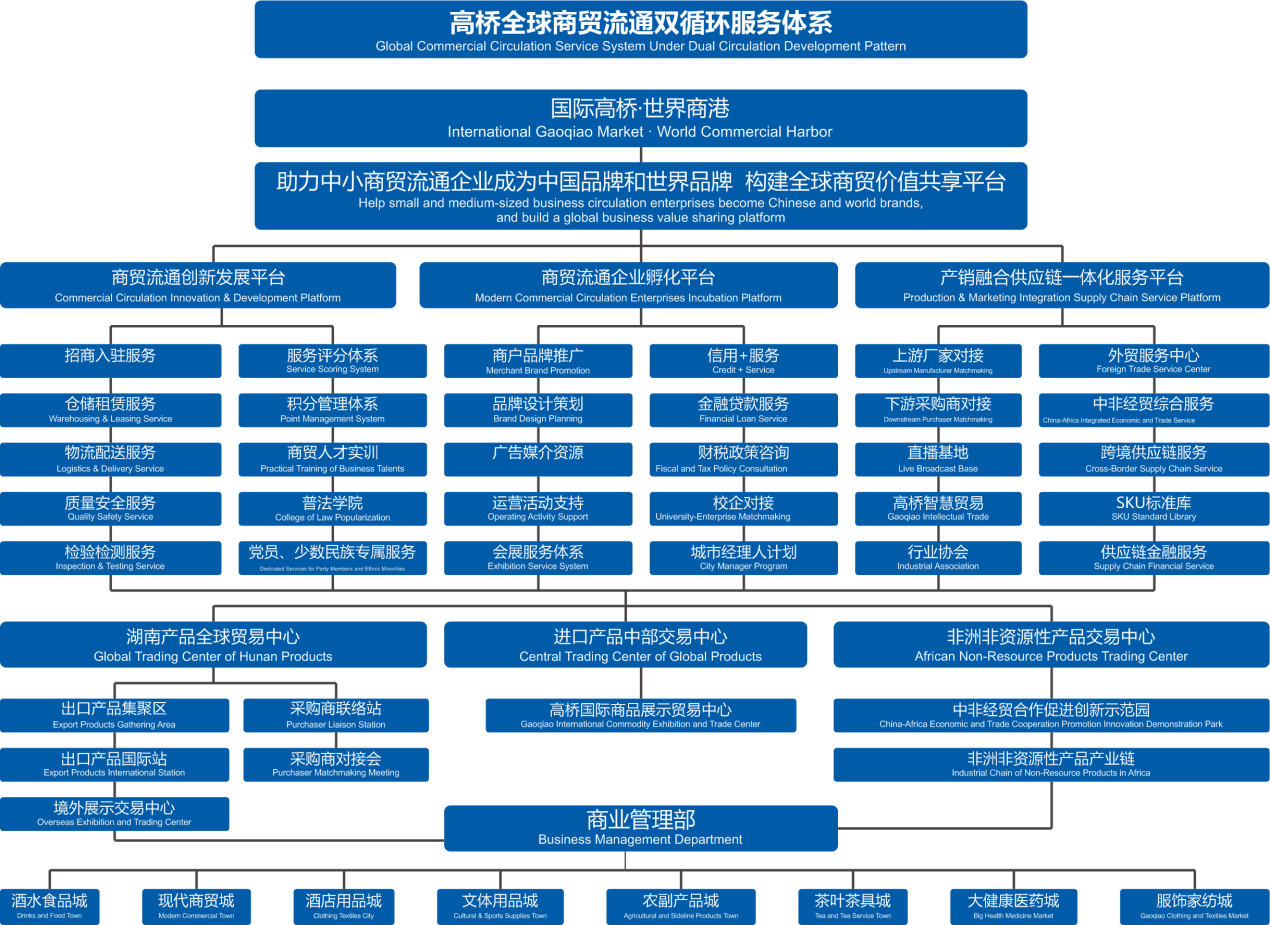 高桥全球商贸流通双循环服务体系
Global Commercial Circulation Service System Under Dual Circulation Development Pattern
国际高桥·世界商港
International Gaoqiao Market · World Commercial Harbor
助力中小商贸流通企业成为中国品牌和世界品牌 构建全球商贸价值共享平台
Help small and medium-sized business circulation enterprises become Chinese and world brands,
and build a global business value sharing platform
商贸流通创新发展平台
Commercial Circulation Innovation & Development Platform
商贸流通企业孵化平台
Modern Commercial Circulation Enterprises Incubation Platform
产销融合供应链一体化服务平台
Production & Marketing Integration Supply Chain Service Platform
招商入驻服务
仓储租赁服务
Warehousing & Leasing Service
物流配送服务
Logistics & Delivery Service
质量安全服务
Quality Safety Service
检验检测服务
Inspection & Testing Service
服务评分体系
Service Scoring System
积分管理体系
Point Management System
商贸人才实训
Practical Training of Business Talents
普法学院
College of Law Popularization
党员、少数民族专属服务
Dedicated Services for Party Members and Ethnic Minorities
商户品牌推广
Merchant Brand Promotion
品牌设计策划
Brand Design Planning
广告媒介资源
运营活动支持
Operating Activity Support
会展服务体系
Exhibition Service System
信用+服务
Credit + Service
金融贷款服务
Financial Loan Service
财税政策咨询
Fiscal and Tax Policy Consultation
校企对接
University-Enterprise Matchmaking
城市经理人计划
City Manager Program
上游厂家对接
Upstream Manufacturer Matchmaking
下游采购商对接
Downstream Purchaser Matchmaking
直播基地
Live Broadcast Base
高桥智慧贸易
Gaoqiao Intellectual Trade
行业协会
Industrial Association
外贸服务中心
Foreign Trade Service Center
中非经贸综合服务
China-Africa Integrated Economic and Trade Service
跨境供应链服务
Cross-Border Supply Chain Service
SKU标准库
SKU Standard Library
供应链金融服务
Supply Chain Financial Service
湖南产品全球贸易中心
Global Trading Center of Hunan Products
进口产品中部交易中心
Central Trading Center of Global Products
非洲非资源性产品交易中心
African Non-Resource Products Trading Center
出口产品集聚区
Export Products Gathering Area
出口产品国际站
Export Products International Station
境外展示交易中心
Overseas Exhibition and Trading Center
采购商联络站
Purchaser Liaison Station
采购商对接会
Purchaser Matchmaking Meeting
高桥国际商品展示贸易中心
Gaoqiao International Commodity Exhibition and Trade Center
中非经贸合作促进创新示范园
China-Africa Economic and Trade Cooperation Promotion Innovation Demonstration Park
非洲非资源性产品产业链
Industrial Chain of Non-Resource Products in Africa
商业管理部
Business Management Department
酒水食品城
Drinks and Food Town
现代商贸城
Modern Commercial Town
酒店用品城
Clothing Textiles City
文体用品城
Cultural & Sports Supplies Town
农副产品城
Agricultural and Sideline Products Town
茶叶茶具城
Tea and Tea Service Town
大健康医药城
Big Health Medicine Market
服饰家纺城
Gaoqiao Clothing and Textiles Market